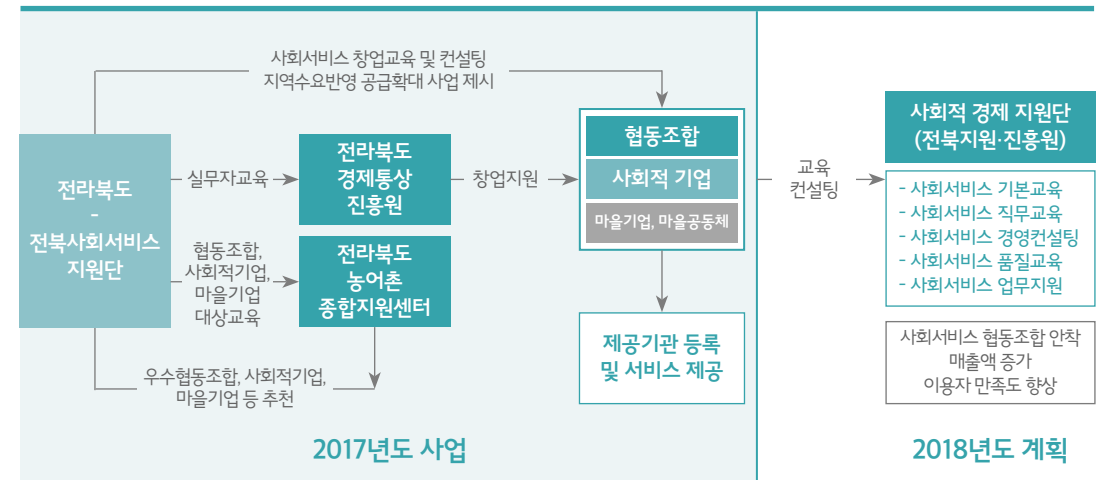 사회서비스 창업교육 및 컨설팅
지역수요반영 공급확대 사업 제시
전라북도
-
전북사회서비스
지원단
실무자교육
전라북도
경제통상
진흥원
창업지원
협동조합,
사회적기업,
마을기업
대상교육
전라북도
농어촌
종합지원센터
우수협동조합, 사회적기업,
마을기업 등 추천
협동조합
사회적 기업
마을기업, 마을공동체
제공기관 등록
및 서비스 제공
2017년도 사업
교육
컨설팅
사회적 경제 지원단
(전북지원·진흥원)
- 사회서비스 기본교육
- 사회서비스 직무교육
- 사회서비스 경영컨설팅
- 사회서비스 품질교육
- 사회서비스 업무지원
사회서비스 협동조합 안착
매출액 증가
이용자 만족도 향상
2018년도 계획